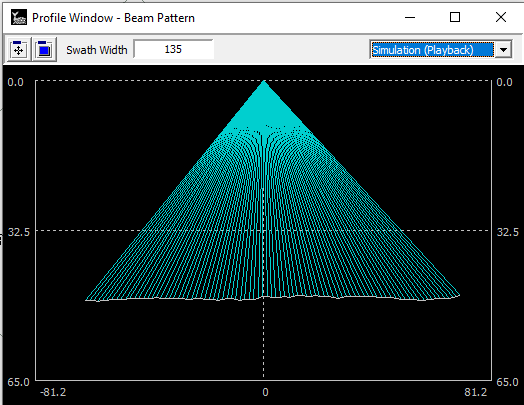 Profile Window - Beam Pattern
Swath Width 135 Simulation (Playback)
0.0 0.0
32.5 32.5
65.0 65.0
-81.2 0 81.2